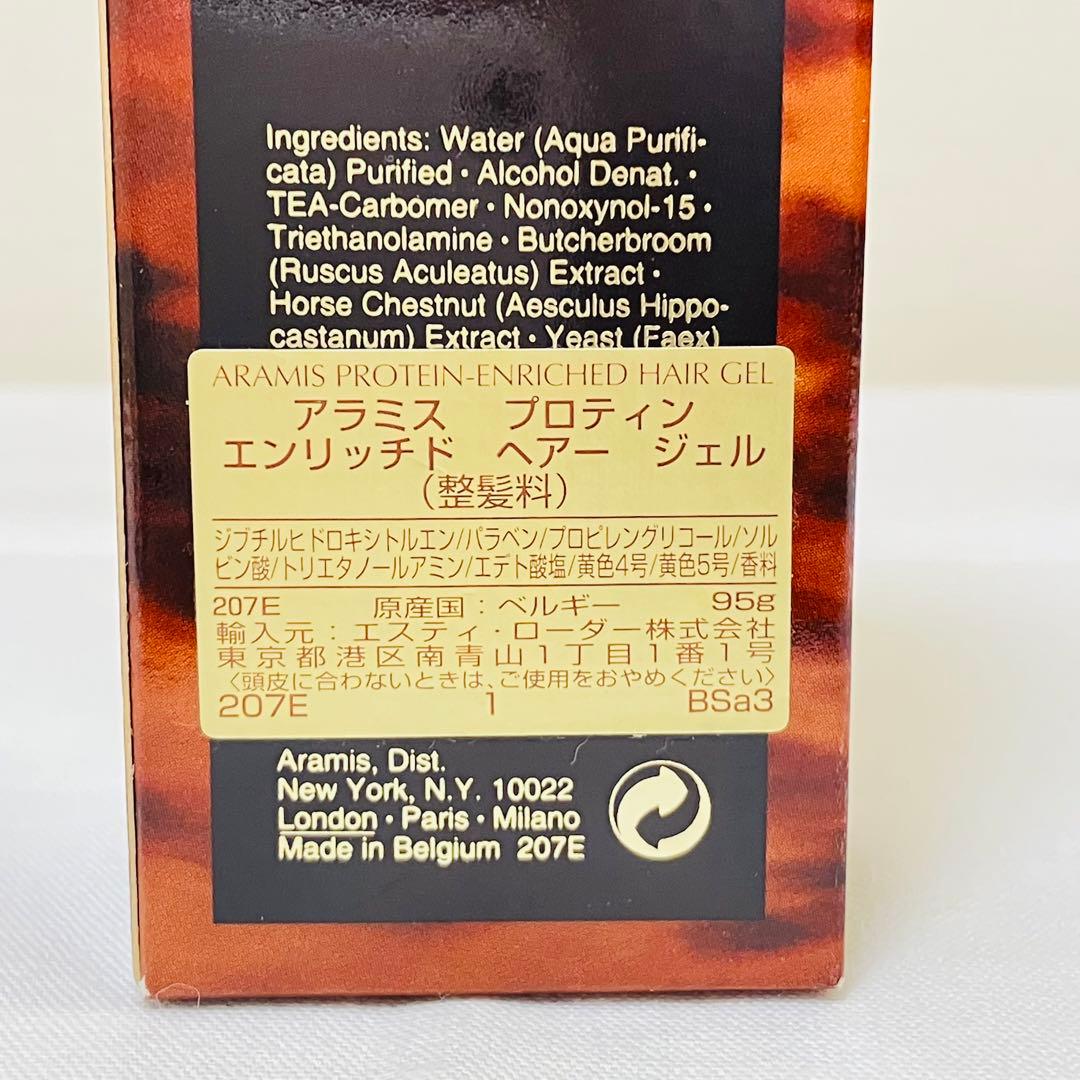 Ingredients: Water (Aqua Purifi-
cata) Purified • Alcohol Denat. •
TEA-Carbomer • Nonoxynol-15 •
Triethanolamine • Butcherbroom
(Ruscus Aculeatus) Extract •
Horse Chestnut (Aesculus Hippo-
castanum) Extract • Yeast (Faex)
ARAMIS PROTEIN-ENRICHED HAIR GEL
アラミス プロティン
エンリッチド ヘアー ジェル
(整髪料)
ジブチルヒドロキシトルエン/パラベン/プロピレングリコール/ソル
ビン酸/トリエタノールアミン/エデト酸塩/黄色4号/黄色5号/香料
207E 原産国:ベルギー 95g
輸入元:エスティ・ローダー株式会社
東京都港区南青山1丁目1番1号
〈頭皮に合わないときは、ご使用をおやめください〉
207E 1 BSa3
Aramis, Dist.
New York, N.Y. 10022
London • Paris • Milano
Made in Belgium 207E